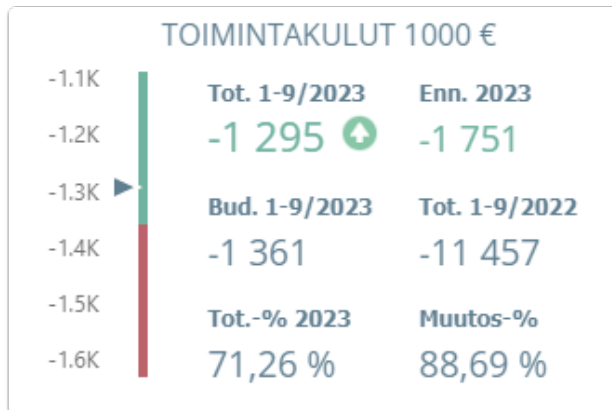 TOIMINTAKULUT 1000 €
-1.1K
-1.2K
-1.3K
-1.4K
-1.5K
-1.6K
Tot. 1-9/2023
-1 295
Enn. 2023
-1 751
Bud. 1-9/2023
-1 361
Tot. 1-9/2022
-11 457
Tot.-% 2023
71,26 %
Muutos-%
88,69 %